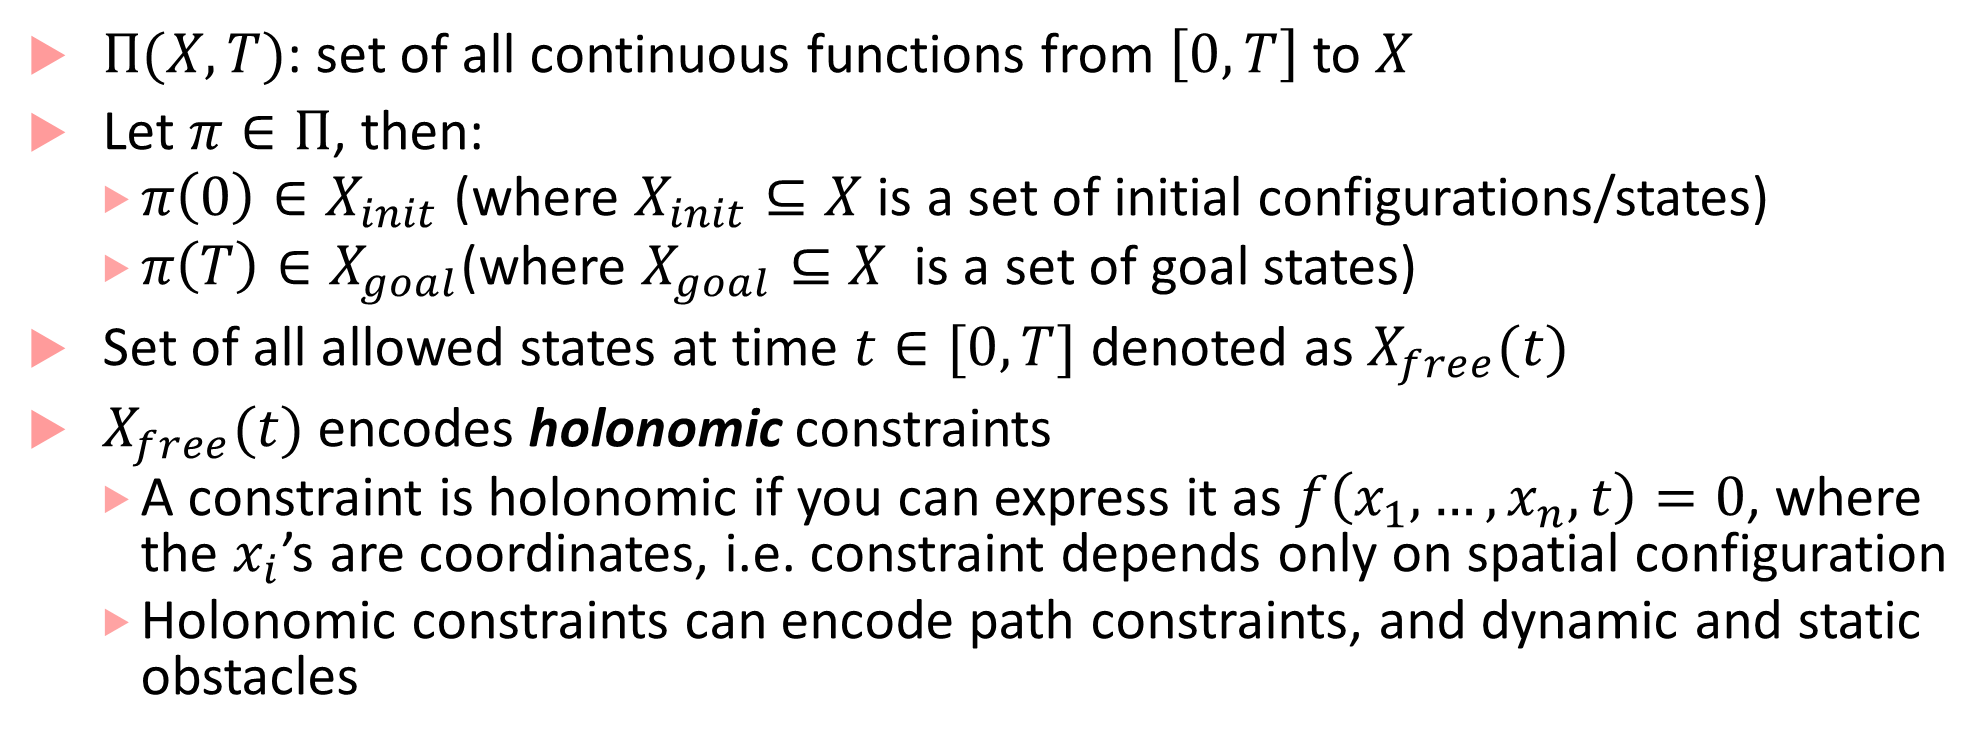 ▶ Π(X, T): set of all continuous functions from [0, T] to X
▶ Let π ∈ Π, then:
▶ π(0) ∈ X_init (where X_init ⊆ X is a set of initial configurations/states)
▶ π(T) ∈ X_goal(where X_goal ⊆ X is a set of goal states)
▶ Set of all allowed states at time t ∈ [0, T] denoted as X_free(t)
▶ X_free(t) encodes holonomic constraints
▶ A constraint is holonomic if you can express it as f(x_1, … , x_n, t) = 0, where
the x_i's are coordinates, i.e. constraint depends only on spatial configuration
▶ Holonomic constraints can encode path constraints, and dynamic and static
obstacles